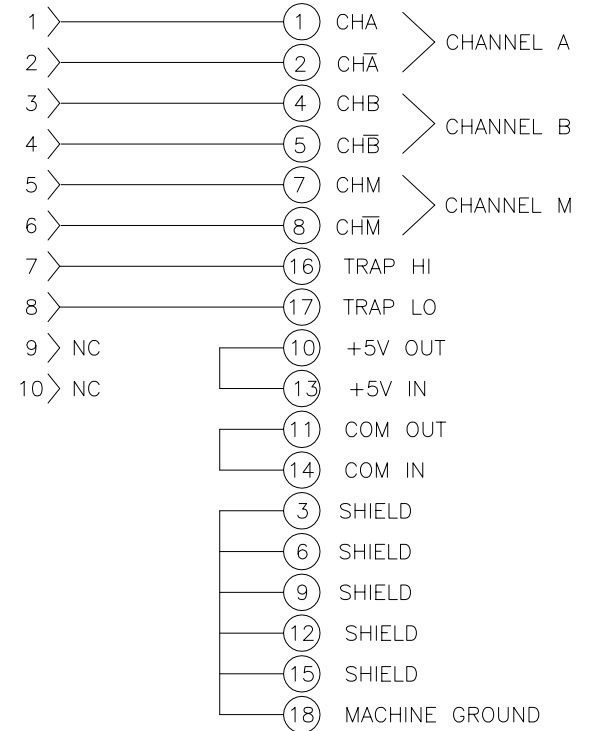 1 1 CHA
CHANNEL A
2 2 CHA̅
3 4 CHB
CHANNEL B
4 5 CHB̅
5 7 CHM
CHANNEL M
6 8 CHM̅
7 16 TRAP HI
8 17 TRAP LO
9 NC 10 +5V OUT
10 NC 13 +5V IN
11 COM OUT
14 COM IN
3 SHIELD
6 SHIELD
9 SHIELD
12 SHIELD
15 SHIELD
18 MACHINE GROUND